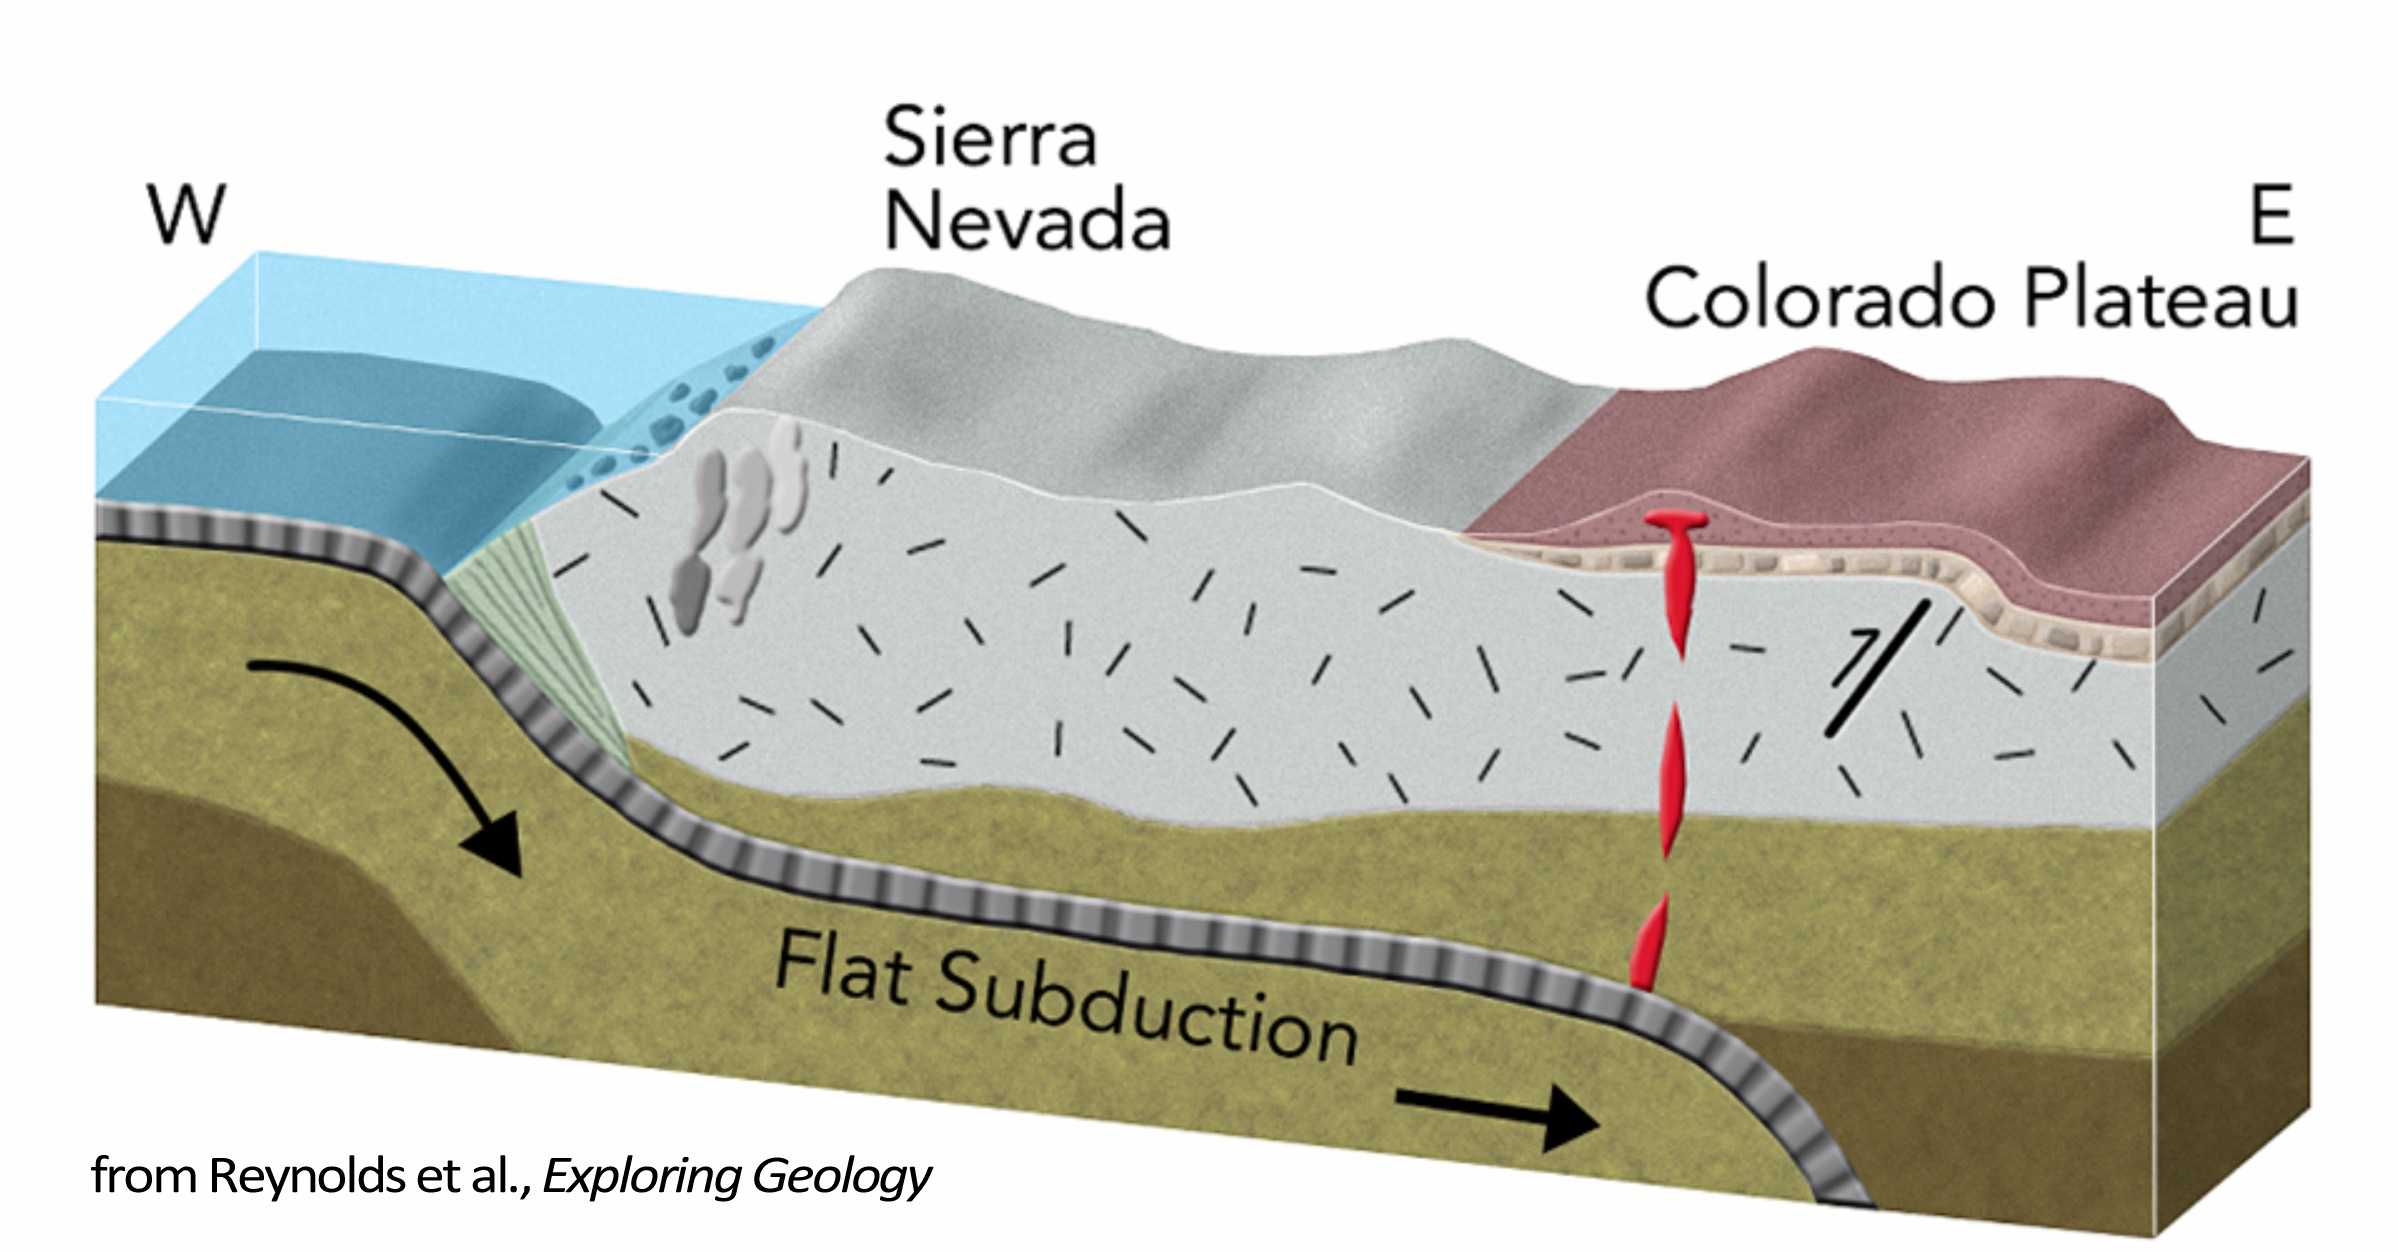 Sierra
Nevada
W
E
Colorado Plateau
Flat Subduction
from Reynolds et al., Exploring Geology